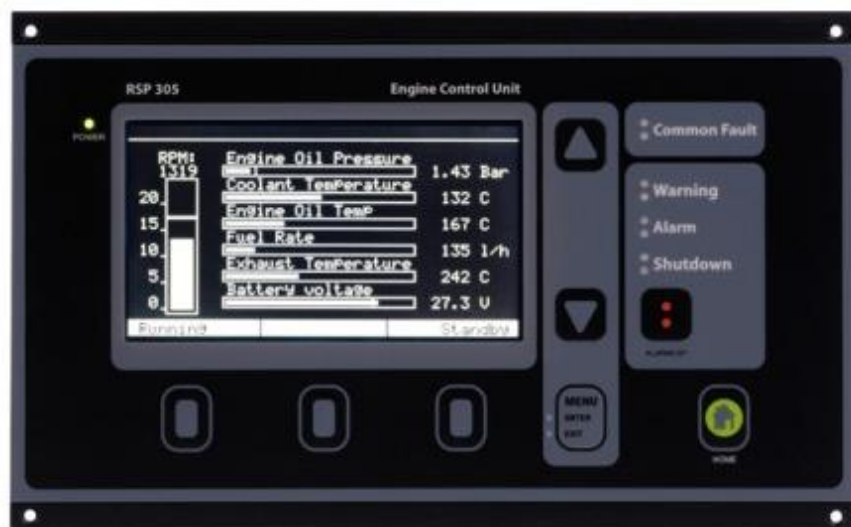 RSP 305 Engine Control Unit
POWER
RPM:
1319
20
15
10
5
0
Engine Oil Pressure 1.43 Bar
Coolant Temperature 132 C
Engine Oil Temp 167 C
Fuel Rate 135 l/h
Exhaust Temperature 242 C
Battery voltage 27.3 V
Running Standby
Common Fault
Warning
Alarm
Shutdown
MENU
ENTER
EXIT
HOME